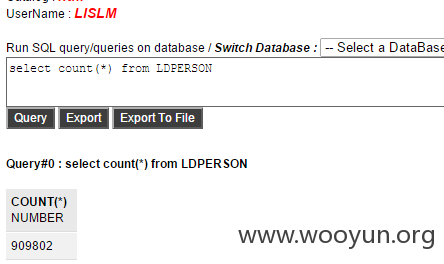 UserName : LISLM
Run SQL query/queries on database / Switch Database : -- Select a DataBase
select count(*) from LDPERSON
Query Export Export To File
Query#0 : select count(*) from LDPERSON
COUNT(*)
NUMBER
909802
www.wooyun.org